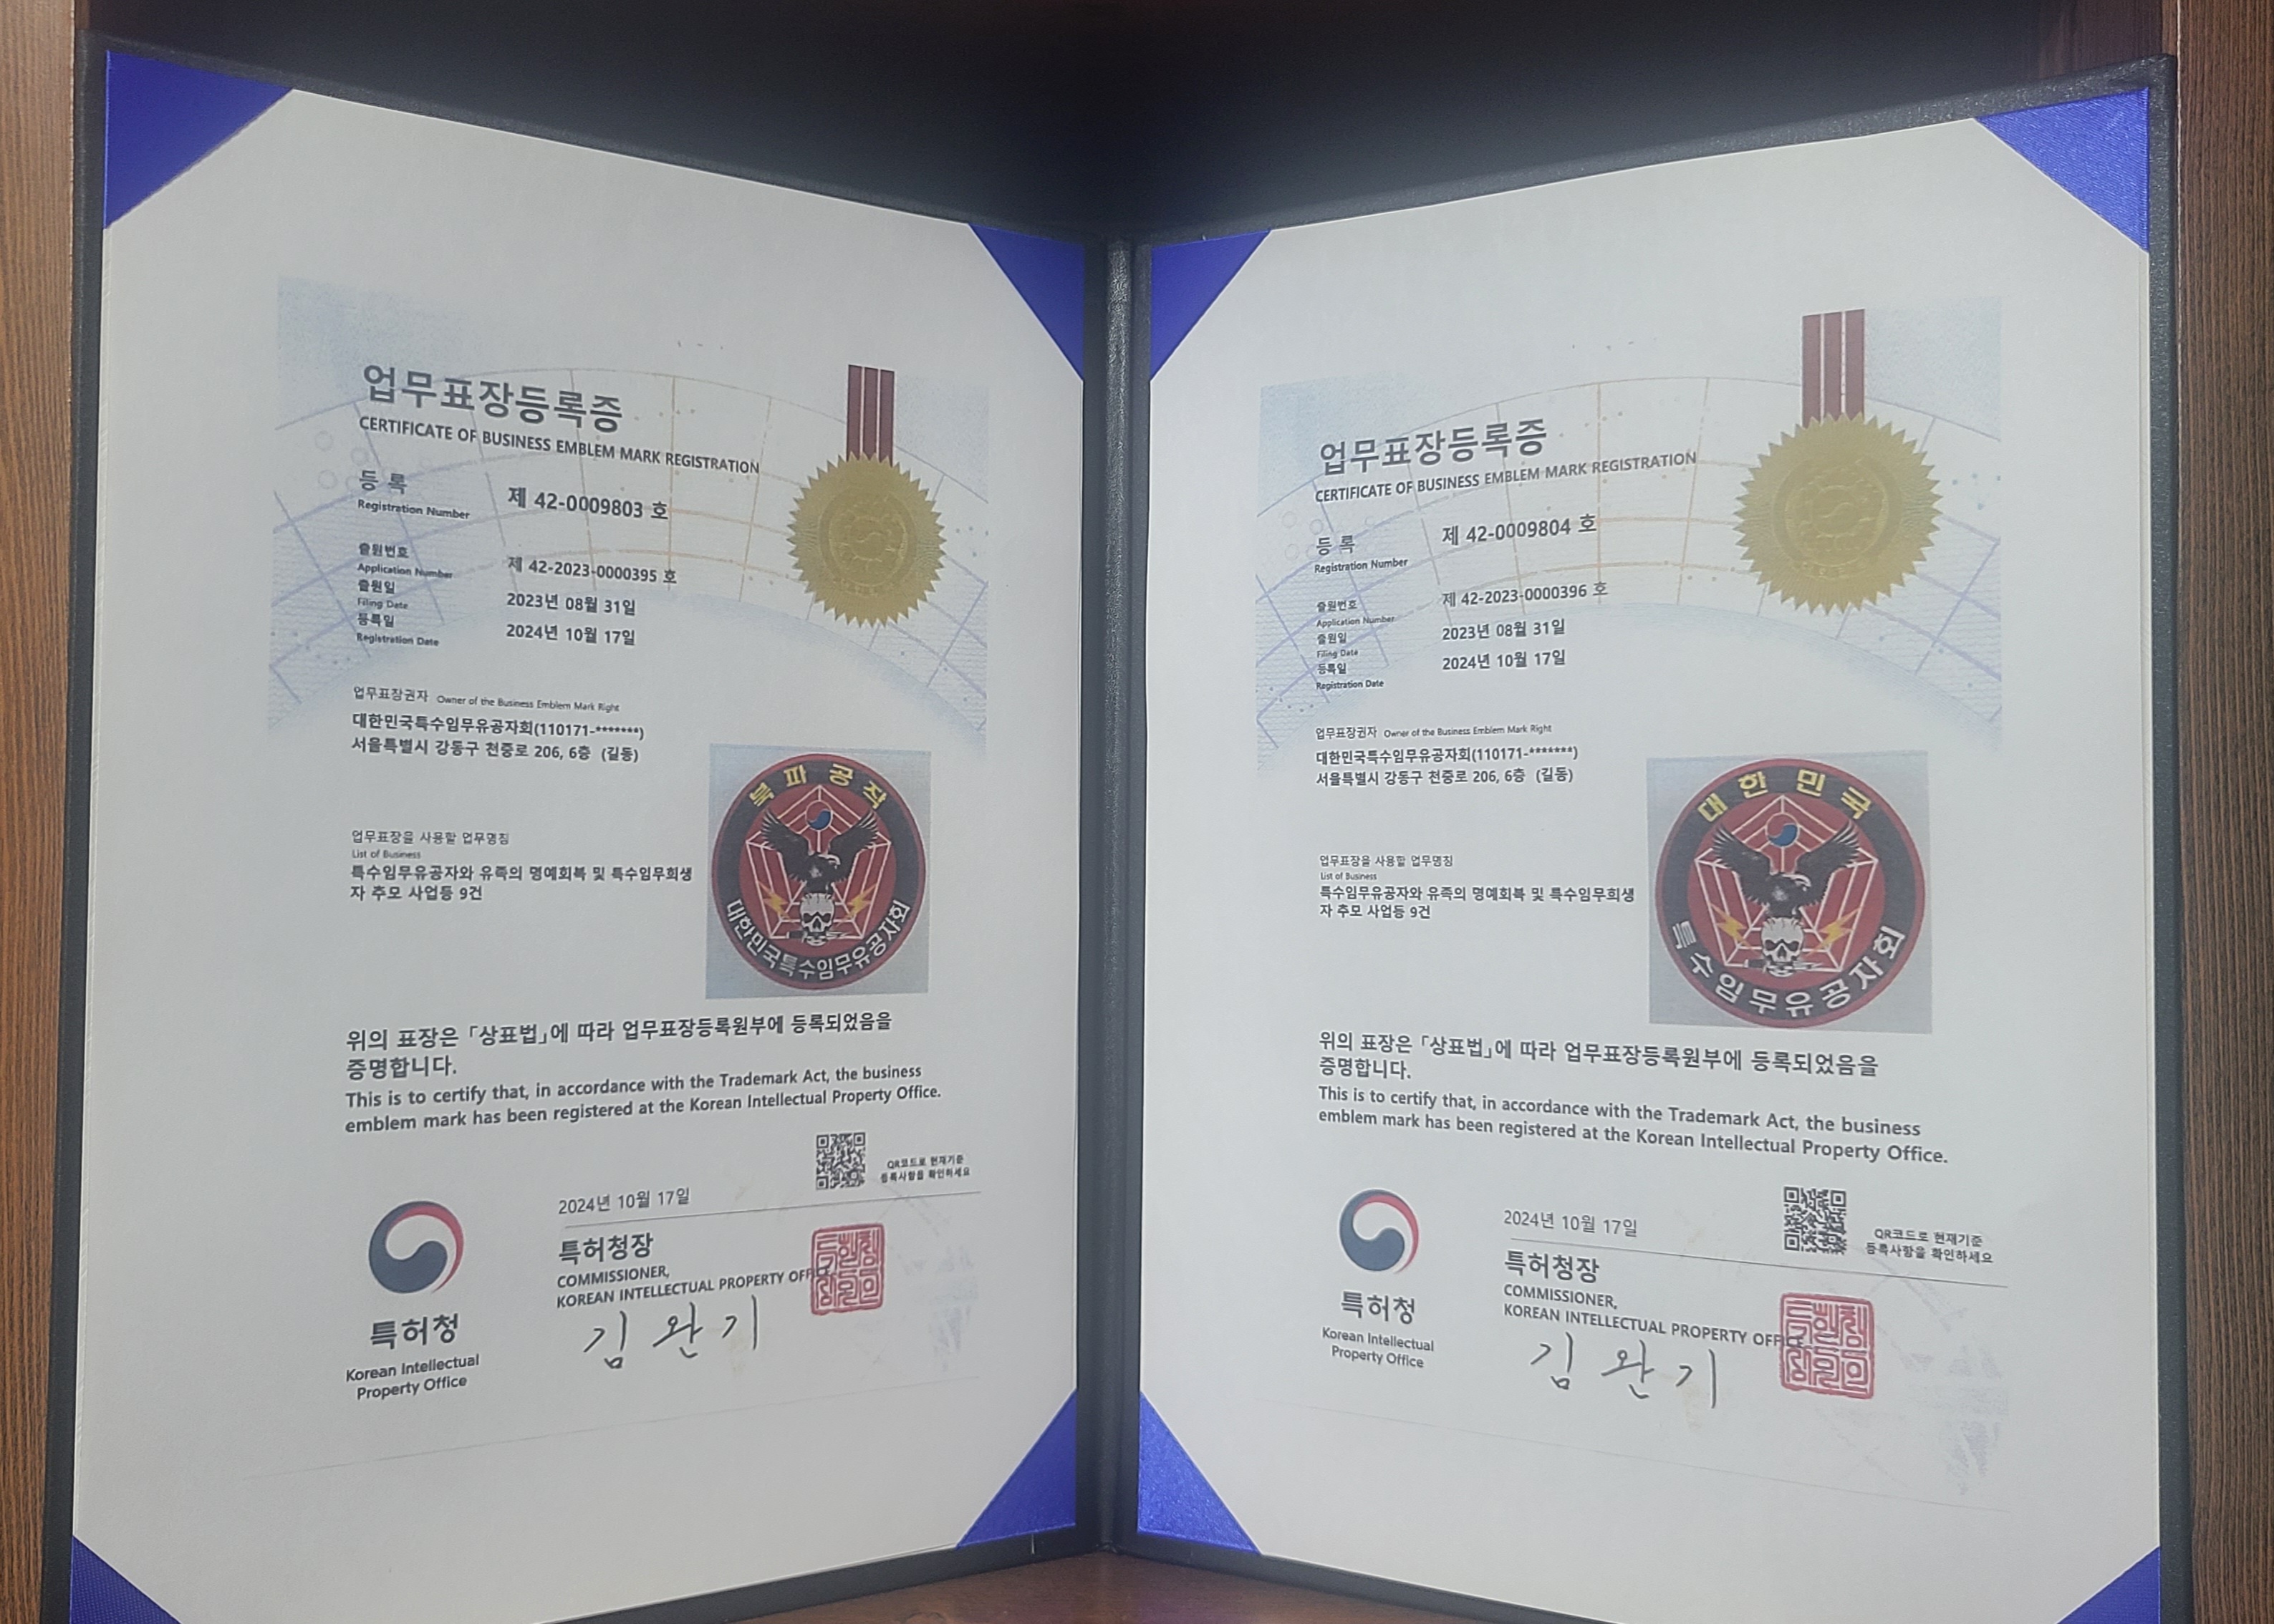 업무표장등록증
CERTIFICATE OF BUSINESS EMBLEM MARK REGISTRATION
등 록 제 42-0009803 호
Registration Number
출원번호 제 42-2023-0000395 호
Application Number
출원일 2023년 08월 31일
Filing Date
등록일 2024년 10월 17일
Registration Date
업무표장권자 Owner of the Business Emblem Mark Right
대한민국특수임무유공자회(110171-*******)
서울특별시 강동구 천중로 206, 6층 (길동)
북파공작
대한민국특수임무유공자회
업무표장을 사용할 업무명칭
List of Business
특수임무유공자와 유족의 명예회복 및 특수임무희생
자 추모 사업등 9건
위의 표장은 「상표법」에 따라 업무표장등록원부에 등록되었음을
증명합니다.
This is to certify that, in accordance with the Trademark Act, the business
emblem mark has been registered at the Korean Intellectual Property Office.
QR코드로 현재기준
등록사항을 확인하세요
2024년 10월 17일
특허청장
COMMISSIONER,
KOREAN INTELLECTUAL PROPERTY OFFICE
김완기
특허청
Korean Intellectual
Property Office
업무표장등록증
CERTIFICATE OF BUSINESS EMBLEM MARK REGISTRATION
등 록 제 42-0009804 호
Registration Number
출원번호 제 42-2023-0000396 호
Application Number
출원일 2023년 08월 31일
Filing Date
등록일 2024년 10월 17일
Registration Date
업무표장권자 Owner of the Business Emblem Mark Right
대한민국특수임무유공자회(110171-*******)
서울특별시 강동구 천중로 206, 6층 (길동)
대한민국
특수임무유공자회
업무표장을 사용할 업무명칭
List of Business
특수임무유공자와 유족의 명예회복 및 특수임무희생
자 추모 사업등 9건
위의 표장은 「상표법」에 따라 업무표장등록원부에 등록되었음을
증명합니다.
This is to certify that, in accordance with the Trademark Act, the business
emblem mark has been registered at the Korean Intellectual Property Office.
QR코드로 현재기준
등록사항을 확인하세요
2024년 10월 17일
특허청장
COMMISSIONER,
KOREAN INTELLECTUAL PROPERTY OFFICE
김완기
특허청
Korean Intellectual
Property Office